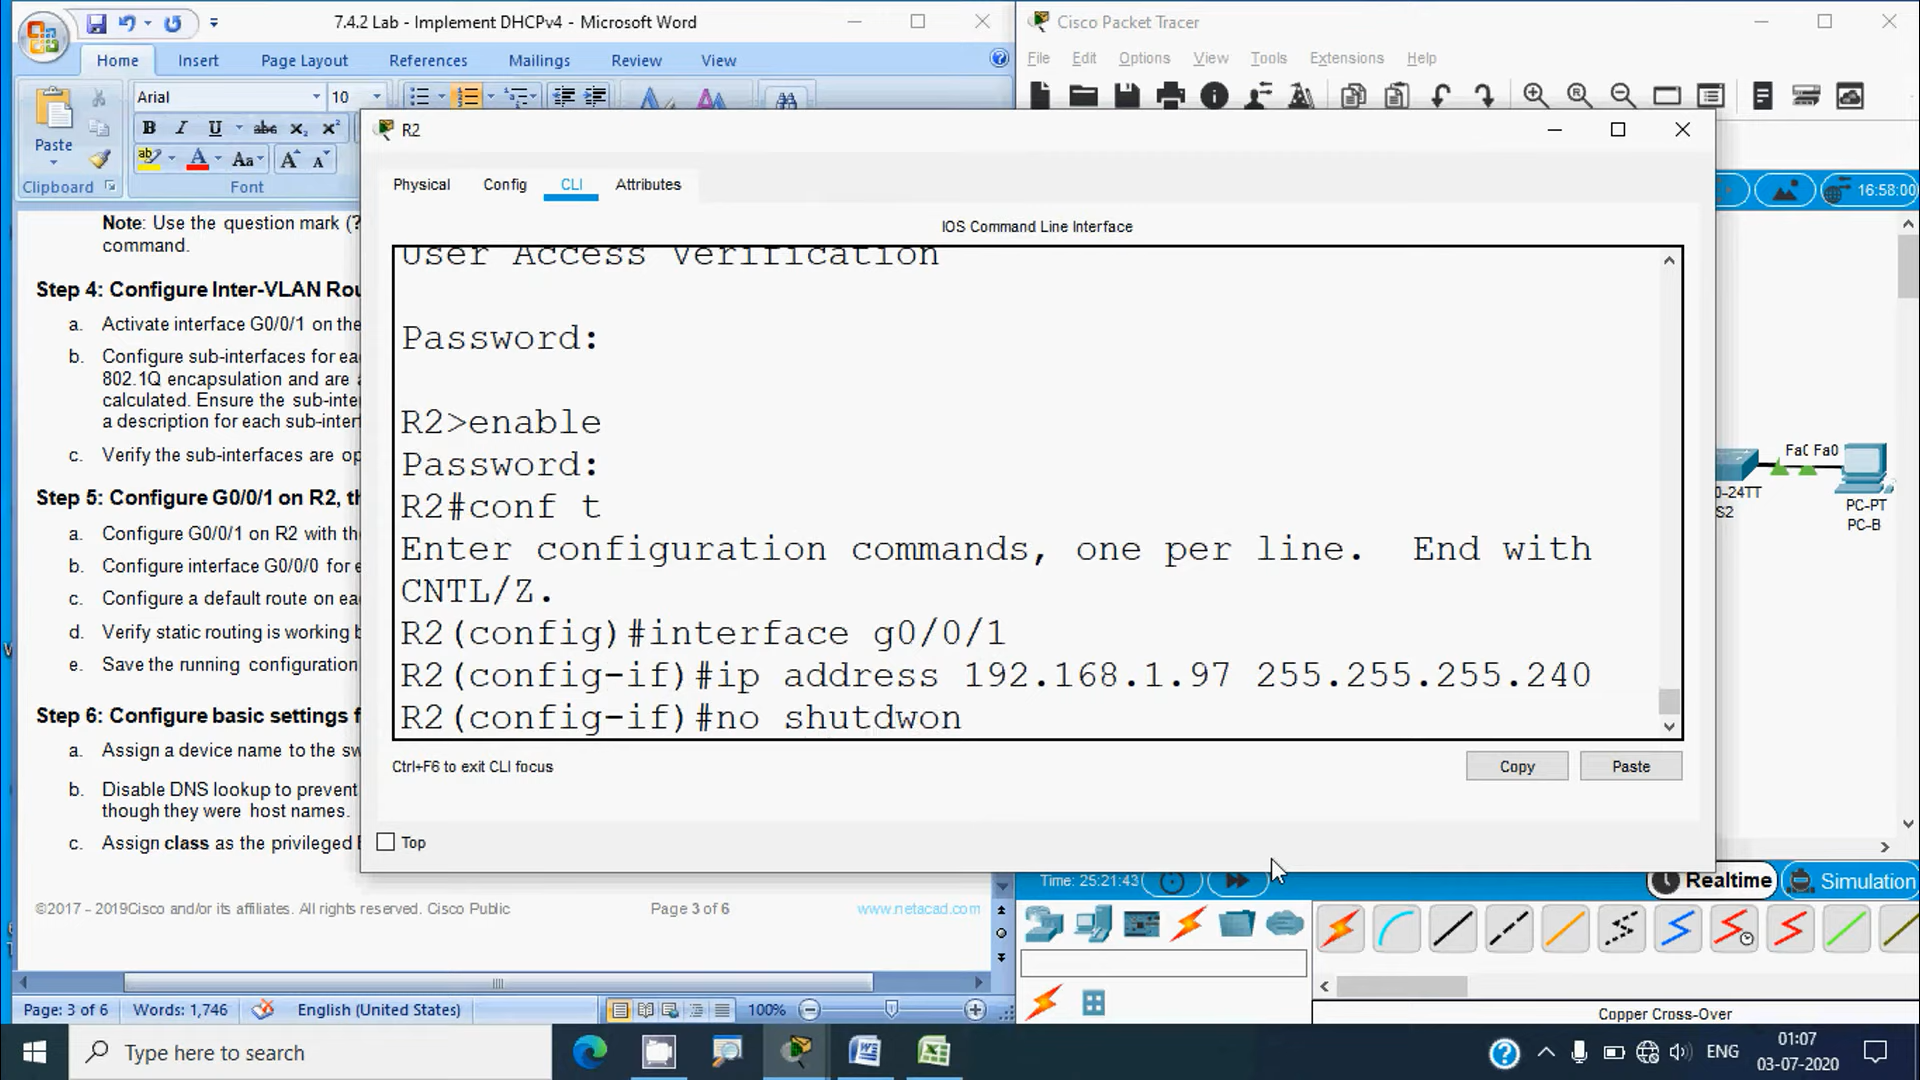 7.4.2 Lab - Implement DHCPv4 - Microsoft Word
Home Insert Page Layout References Mailings Review View
Arial 10
Paste
B I U abc x₂ x²
ab A Aa A A
Clipboard
Font
Note: Use the question mark (?
command.
Step 4: Configure Inter-VLAN Rou
a. Activate interface G0/0/1 on the
b. Configure sub-interfaces for ea
802.1Q encapsulation and are a
calculated. Ensure the sub-inter
a description for each sub-interf
c. Verify the sub-interfaces are op
Step 5: Configure G0/0/1 on R2, th
a. Configure G0/0/1 on R2 with the
b. Configure interface G0/0/0 for e
c. Configure a default route on ea
d. Verify static routing is working b
e. Save the running configuration
Step 6: Configure basic settings f
a. Assign a device name to the sw
b. Disable DNS lookup to prevent
though they were host names.
c. Assign class as the privileged E
©2017 - 2019Cisco and/or its affiliates. All rights reserved. Cisco Public Page 3 of 6 www.netacad.com
Page: 3 of 6 Words: 1,746 English (United States) 100%
Cisco Packet Tracer
File Edit Options View Tools Extensions Help
16:58:00
R2
Physical Config CLI Attributes
IOS Command Line Interface
User Access Verification
Password:
R2>enable
Password:
R2#conf t
Enter configuration commands, one per line. End with
CNTL/Z.
R2(config)#interface g0/0/1
R2(config-if)#ip address 192.168.1.97 255.255.255.240
R2(config-if)#no shutdwon
Ctrl+F6 to exit CLI focus
Copy Paste
Top
Fa0 Fa0
0-24TT
S2
PC-PT
PC-B
Time: 25:21:43
Realtime Simulation
Copper Cross-Over
Type here to search
ENG
01:07
03-07-2020